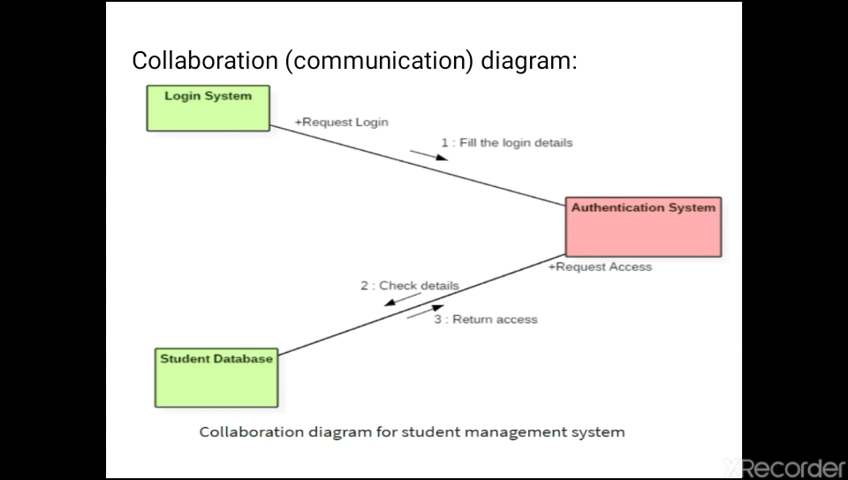 Collaboration (communication) diagram:
Login System
+Request Login
1 : Fill the login details
Authentication System
+Request Access
2 : Check details
3 : Return access
Student Database
Collaboration diagram for student management system
XRecorder